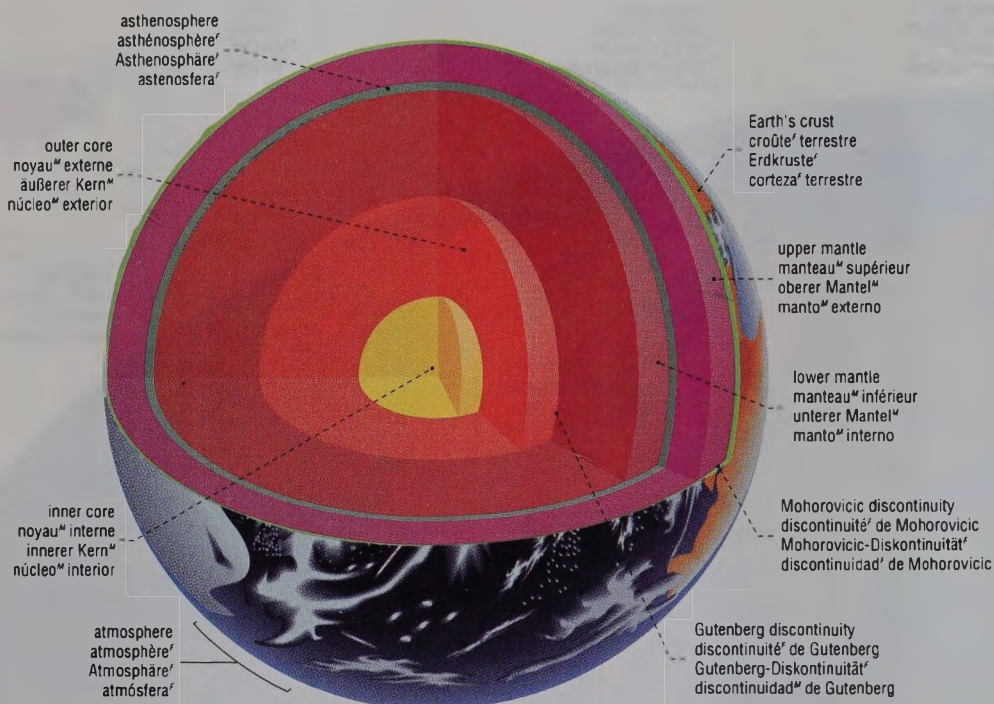 asthenosphere
asthénosphèreF
AsthenosphäreF
astenosferaF
outer core
noyauM externe
äußerer KernM
núcleoM exterior
Earth's crust
croûteF terrestre
ErdkrusteF
cortezaF terrestre
upper mantle
manteauM supérieur
oberer MantelM
mantoM externo
lower mantle
manteauM inférieur
unterer MantelM
mantoM interno
inner core
noyauM interne
innerer KernM
núcleoM interior
Mohorovicic discontinuity
discontinuitéF de Mohorovicic
Mohorovicic-DiskontinuitätF
discontinuidadF de Mohorovicic
atmosphere
atmosphèreF
AtmosphäreF
atmósferaF
Gutenberg discontinuity
discontinuitéF de Gutenberg
Gutenberg-DiskontinuitätF
discontinuidadM de Gutenberg